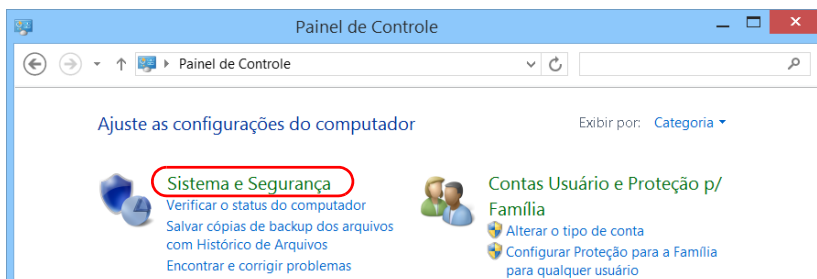 Painel de Controle
Painel de Controle
Ajuste as configurações do computador
Exibir por: Categoria
Sistema e Segurança
Verificar o status do computador
Salvar cópias de backup dos arquivos
com Histórico de Arquivos
Encontrar e corrigir problemas
Contas Usuário e Proteção p/
Família
Alterar o tipo de conta
Configurar Proteção para a Família
para qualquer usuário